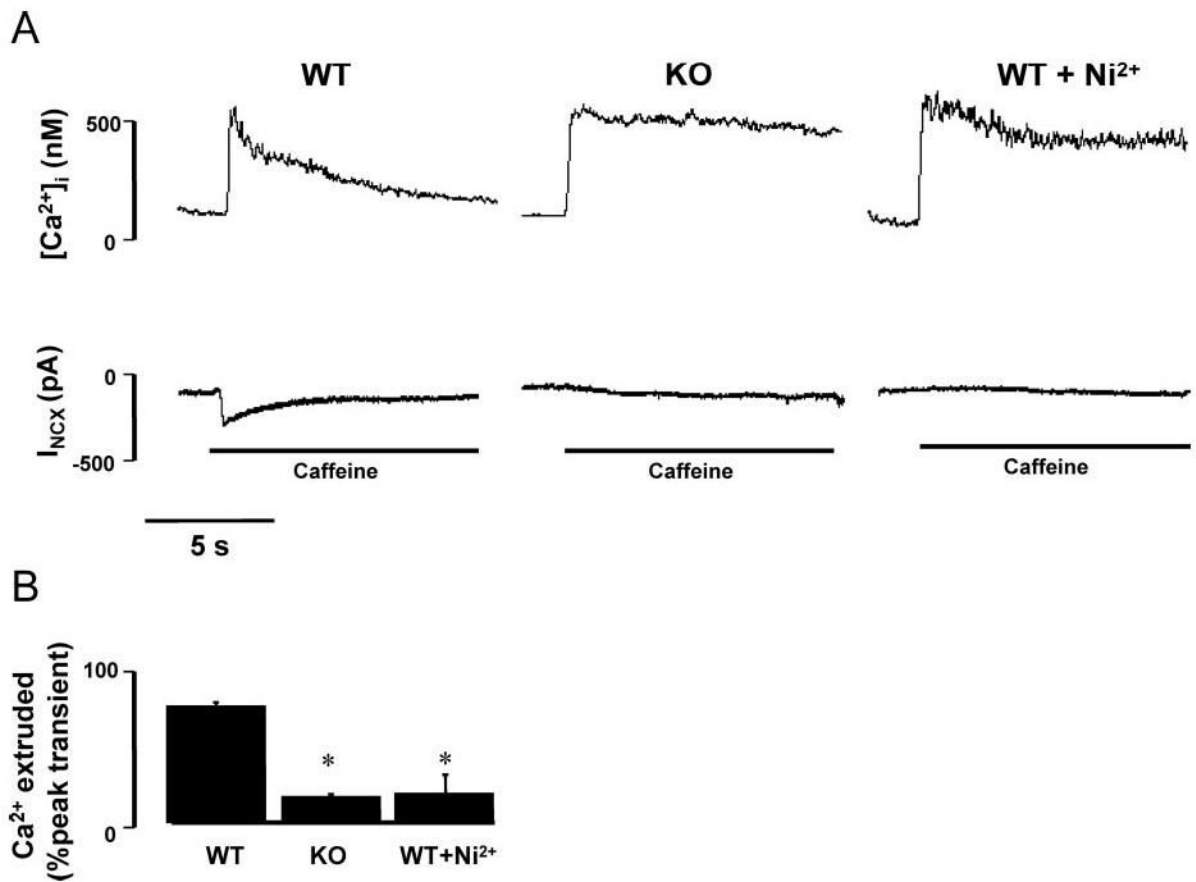 A
WT
KO
WT + Ni²⁺
[Ca²⁺]ᵢ (nM)
500
0
I_NCX (pA)
0
-500
Caffeine
Caffeine
Caffeine
5 s
B
Ca²⁺ extruded
(%peak transient)
100
0
*
*
WT
KO
WT+Ni²⁺